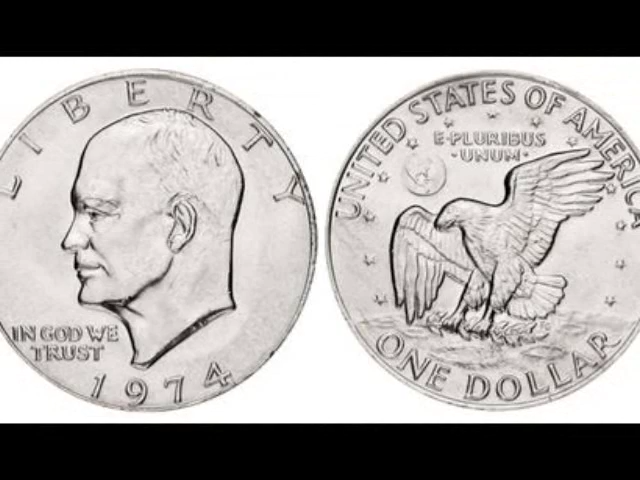 LIBERTY
IN GOD WE
TRUST
1974
UNITED STATES OF AMERICA
E·PLURIBUS
·UNUM·
ONE DOLLAR